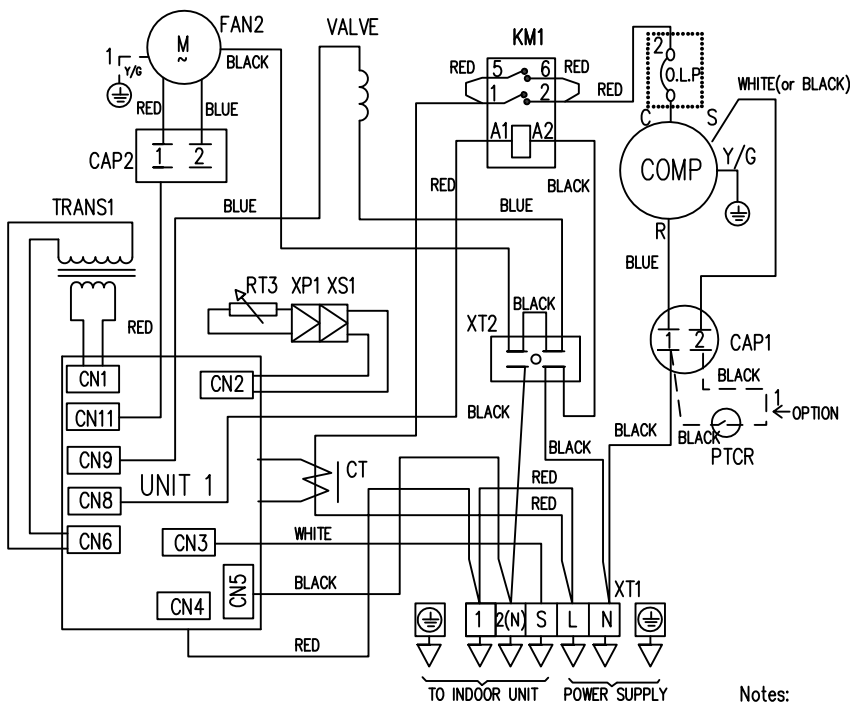 FAN2
VALVE
KM1
2
O.L.P
M
~
1
Y/G
BLACK
RED
5
6
RED
1
2
RED
WHITE(or BLACK)
RED
BLUE
C
S
CAP2
1
2
A1
A2
COMP
Y/G
RED
BLACK
TRANS1
BLUE
BLUE
R
BLUE
RT3
XP1
XS1
RED
BLACK
XT2
1
2
CAP1
CN1
CN2
BLACK
CN11
BLACK
1
OPTION
BLACK
BLACK
BLACK
PTCR
CN9
UNIT 1
CT
CN8
RED
RED
CN6
CN3
WHITE
CN5
BLACK
CN4
XT1
1
2(N)
S
L
N
RED
TO INDOOR UNIT
POWER SUPPLY
Notes: